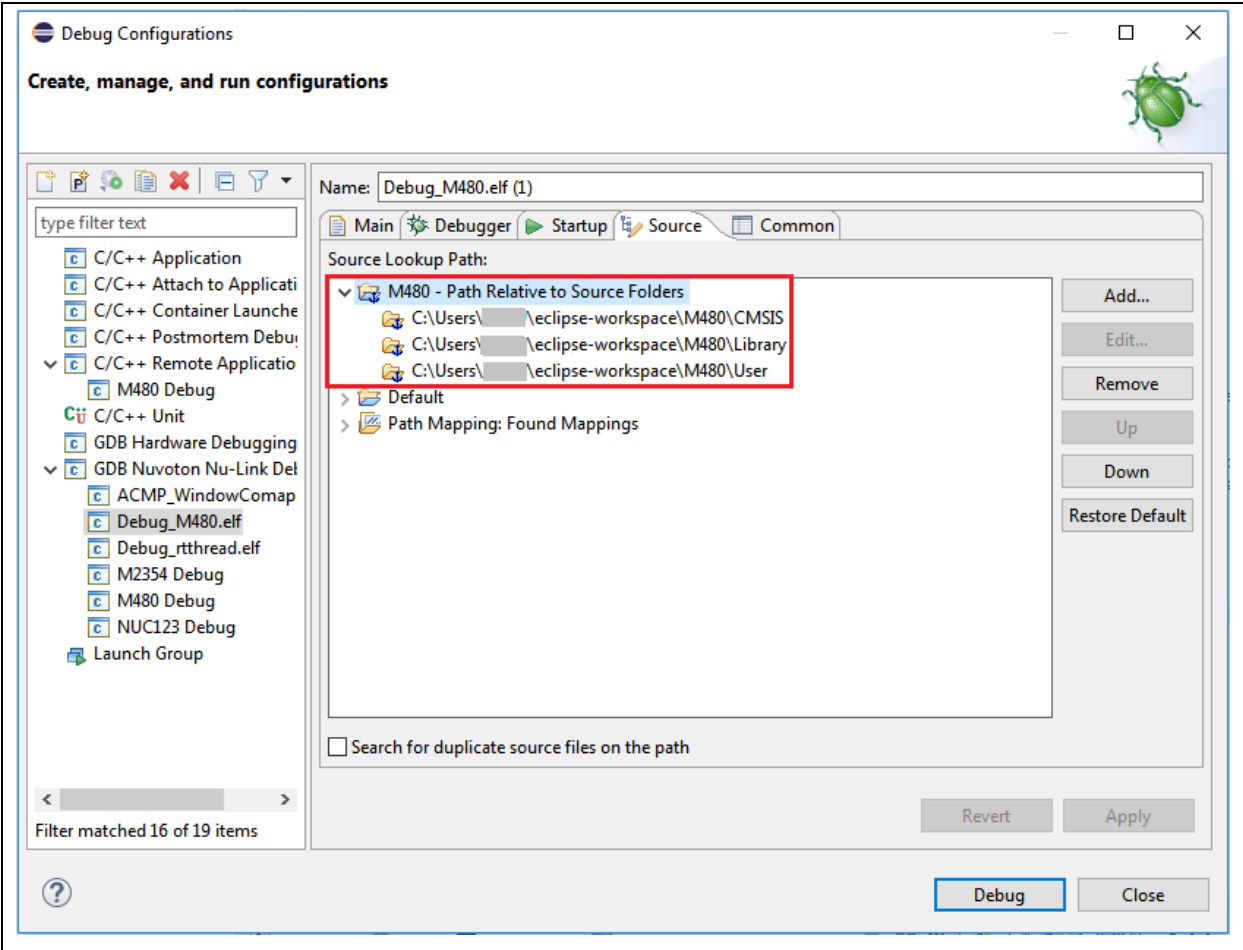 Debug Configurations
Create, manage, and run configurations
Name: Debug_M480.elf (1)
type filter text
Main Debugger Startup Source Common
C/C++ Application
C/C++ Attach to Applicati
C/C++ Container Launche
C/C++ Postmortem Debu
C/C++ Remote Applicatio
M480 Debug
C/C++ Unit
GDB Hardware Debugging
GDB Nuvoton Nu-Link Del
ACMP_WindowComap
Debug_M480.elf
Debug_rtthread.elf
M2354 Debug
M480 Debug
NUC123 Debug
Launch Group
Filter matched 16 of 19 items
Source Lookup Path:
M480 - Path Relative to Source Folders
C:\Users\ \eclipse-workspace\M480\CMSIS
C:\Users\ \eclipse-workspace\M480\Library
C:\Users\ \eclipse-workspace\M480\User
Default
Path Mapping: Found Mappings
Add...
Edit...
Remove
Up
Down
Restore Default
Search for duplicate source files on the path
Revert Apply
? Debug Close